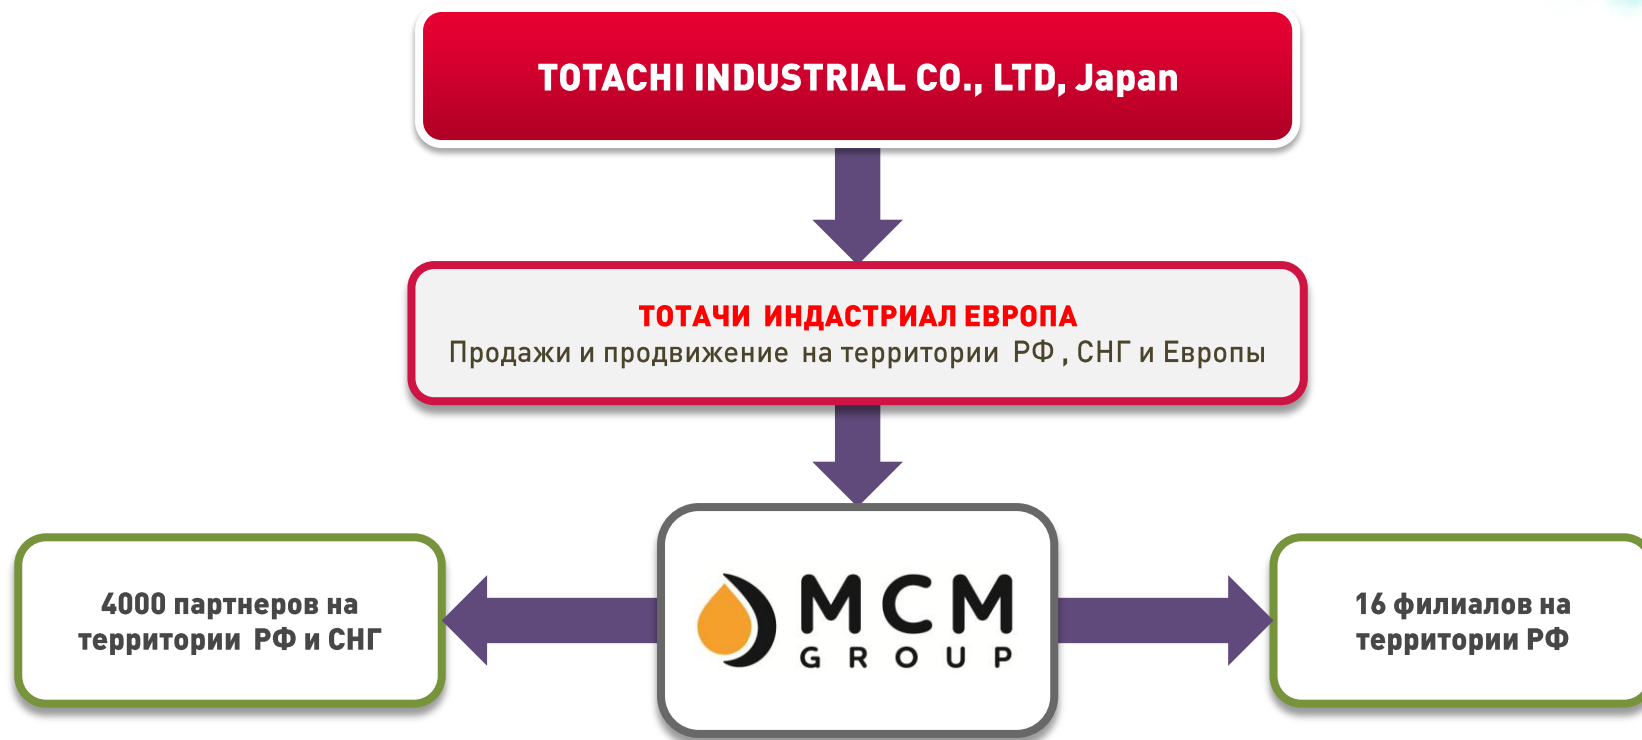 TOTACHI INDUSTRIAL CO., LTD, Japan
ТОТАЧИ ИНДАСТРИАЛ ЕВРОПА
Продажи и продвижение на территории РФ , СНГ и Европы
4000 партнеров на
территории РФ и СНГ
MCM
GROUP
16 филиалов на
территории РФ